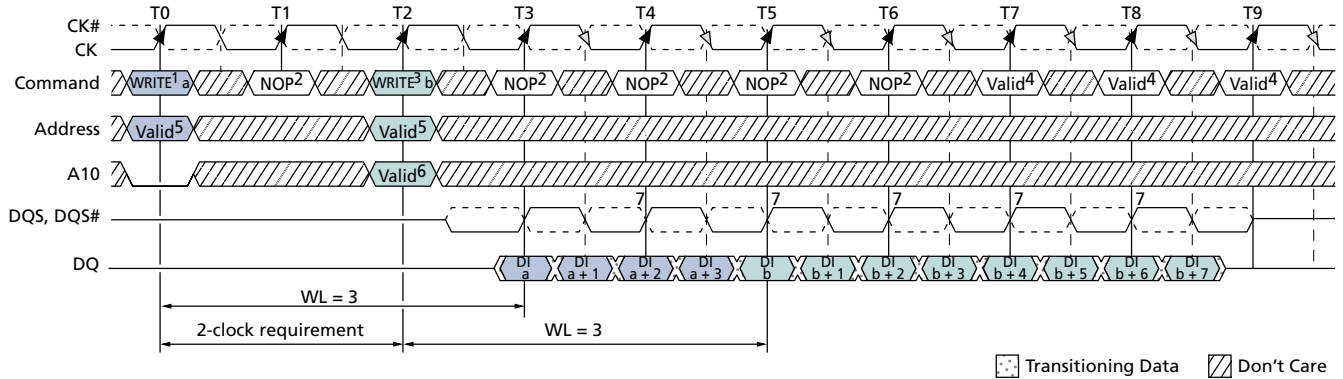 T0 T1 T2 T3 T4 T5 T6 T7 T8 T9
CK#
CK
Command WRITE¹ a NOP² WRITE³ b NOP² NOP² NOP² NOP² Valid⁴ Valid⁴ Valid⁴
Address Valid⁵ Valid⁵
A10 Valid⁶
7 7 7 7 7
DQS, DQS#
DQ DI a DI a + 1 DI a + 2 DI a + 3 DI b DI b + 1 DI b + 2 DI b + 3 DI b + 4 DI b + 5 DI b + 6 DI b + 7
WL = 3
2-clock requirement WL = 3
Transitioning Data Don't Care